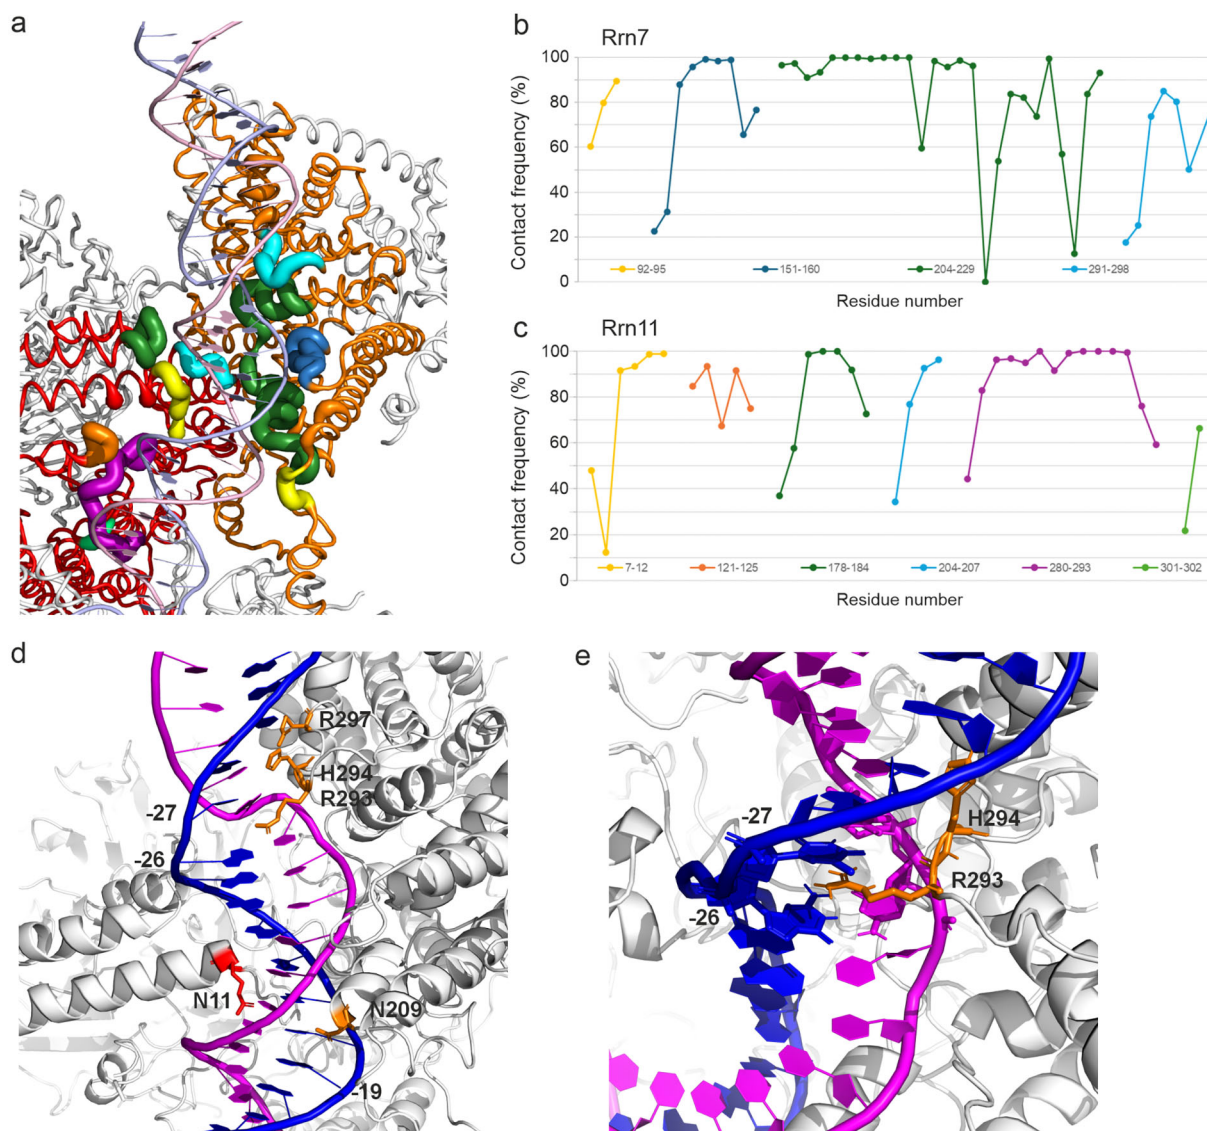 a
b
Rrn7
Contact frequency (%)
100
80
60
40
20
0
92-95 151-160 204-229 291-298
Residue number
c
Rrn11
Contact frequency (%)
100
80
60
40
20
0
7-12 121-125 178-184 204-207 280-293 301-302
Residue number
d
R297
H294
R293
-27
-26
N11
N209
-19
e
-27
H294
R293
-26